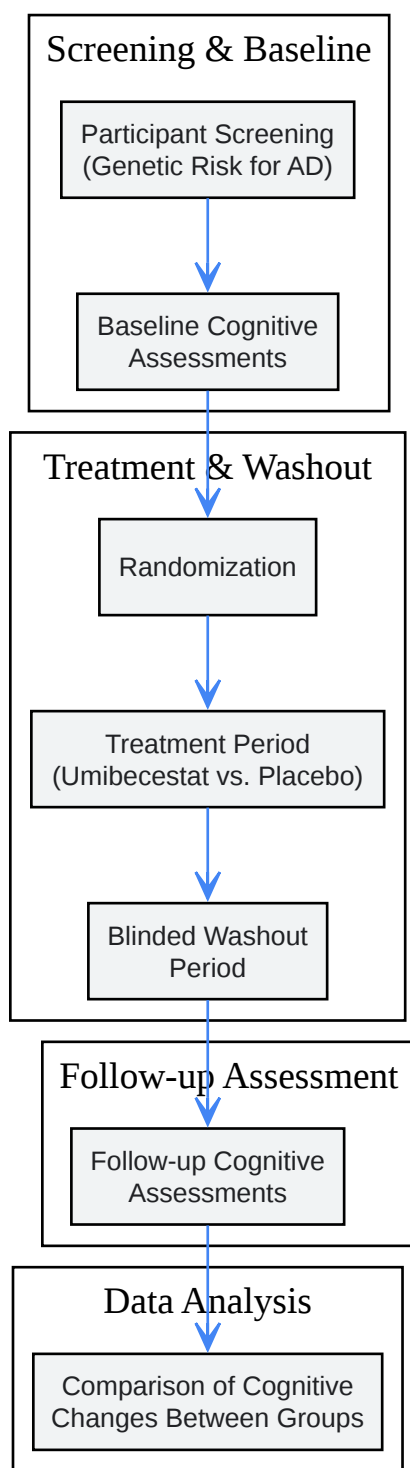 Screening & Baseline
Participant Screening
(Genetic Risk for AD)
Baseline Cognitive
Assessments
Treatment & Washout
Randomization
Treatment Period
(Umibecestat vs. Placebo)
Blinded Washout
Period
Follow-up Assessment
Follow-up Cognitive
Assessments
Data Analysis
Comparison of Cognitive
Changes Between Groups